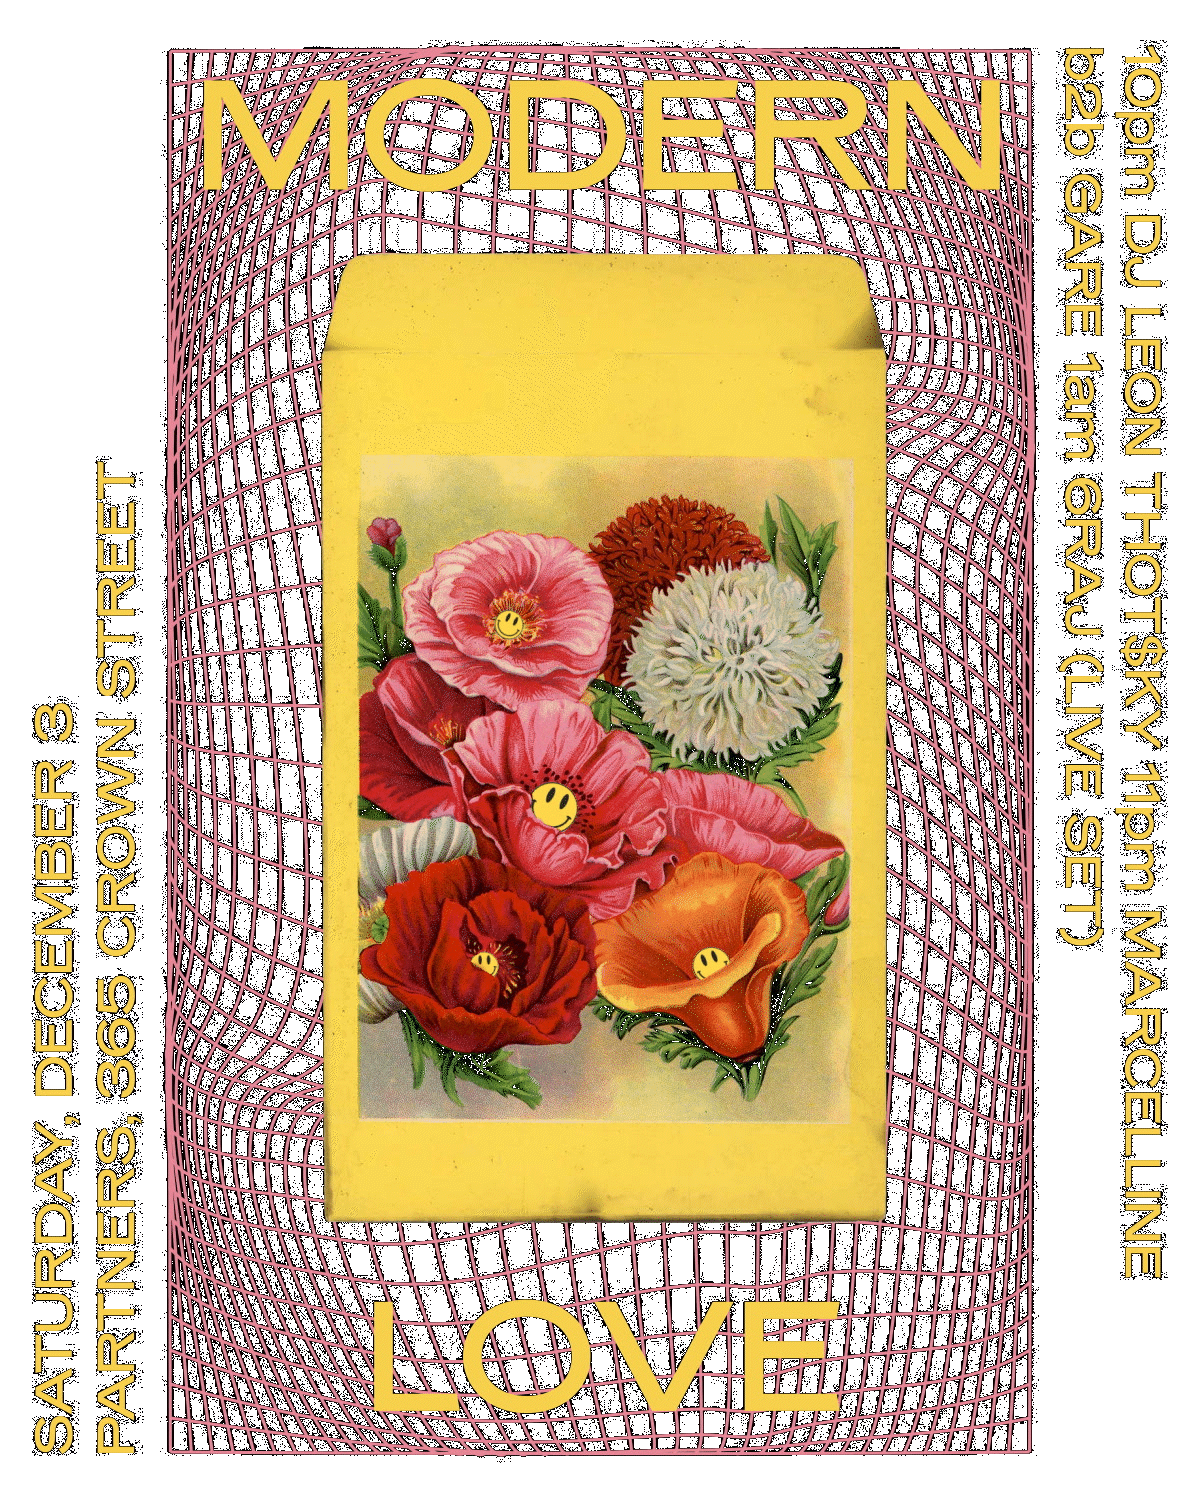 MODERN
LOVE
SATURDAY, DECEMBER 3
PARTNERS, 365 CROWN STREET
10pm DJ LEON THOT$KY 11pm MARCELLINE
b2b GARE 1am 6RAJ (LIVE SET)